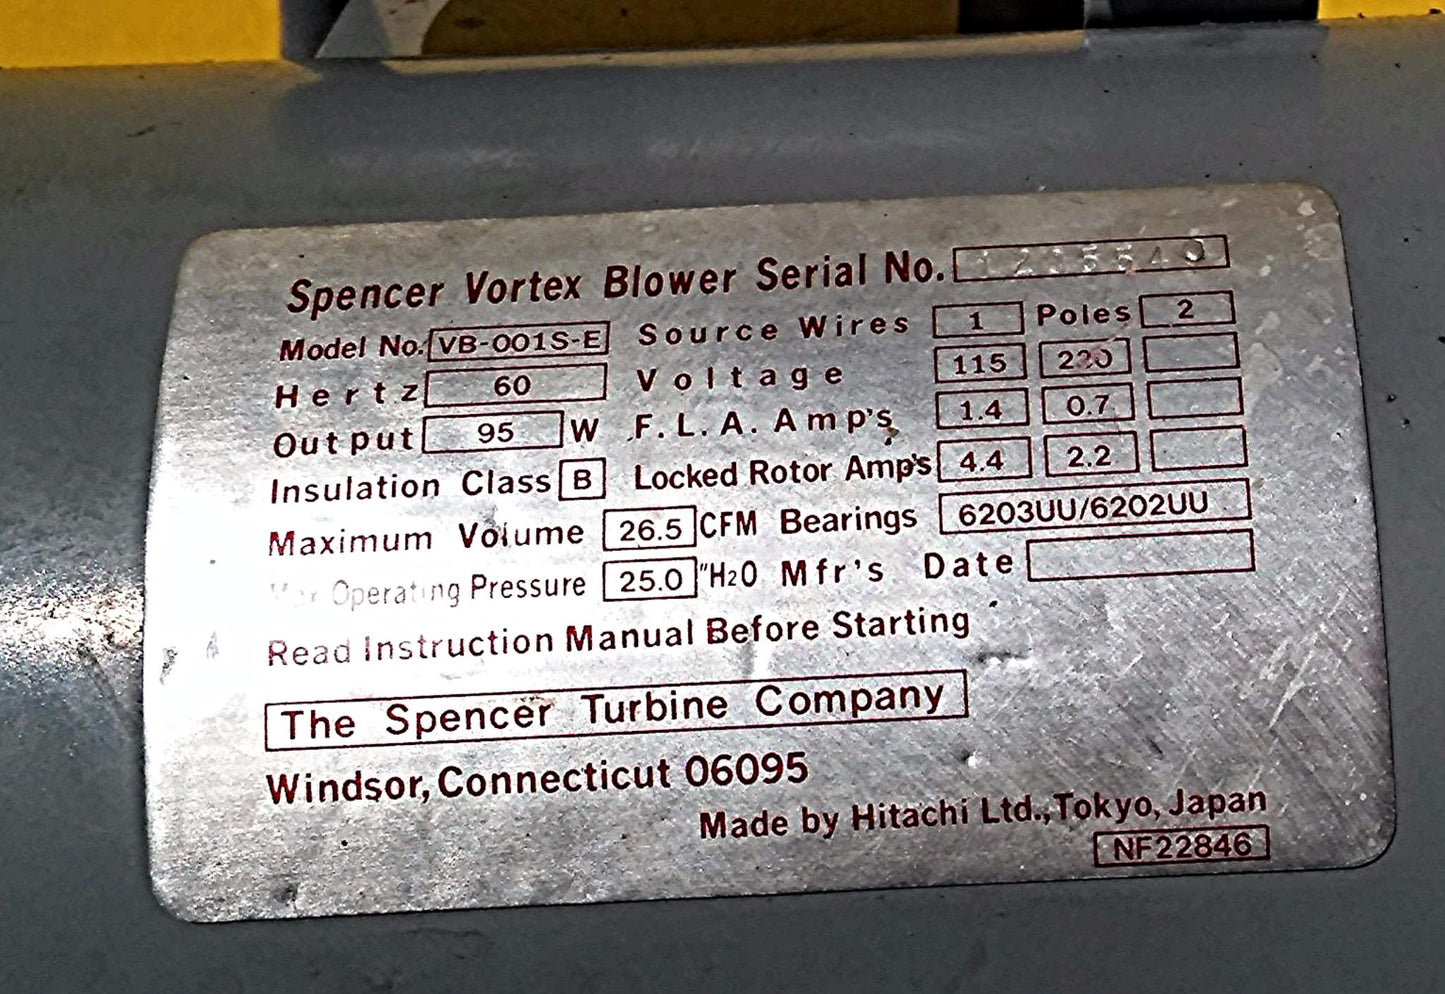 Spencer Vortex Blower Serial No.
Model No. VB-001S-E Source Wires 1 Poles 2
Hertz 60 Voltage 115 220
Output 95 W F.L.A. Amp's 1.4 0.7
Insulation Class B Locked Rotor Amp's 4.4 2.2
Maximum Volume 26.5 CFM Bearings 6203UU/6202UU
Max Operating Pressure 25.0 "H2O Mfr's Date
Read Instruction Manual Before Starting
The Spencer Turbine Company
Windsor, Connecticut 06095
Made by Hitachi Ltd., Tokyo, Japan
NF22846